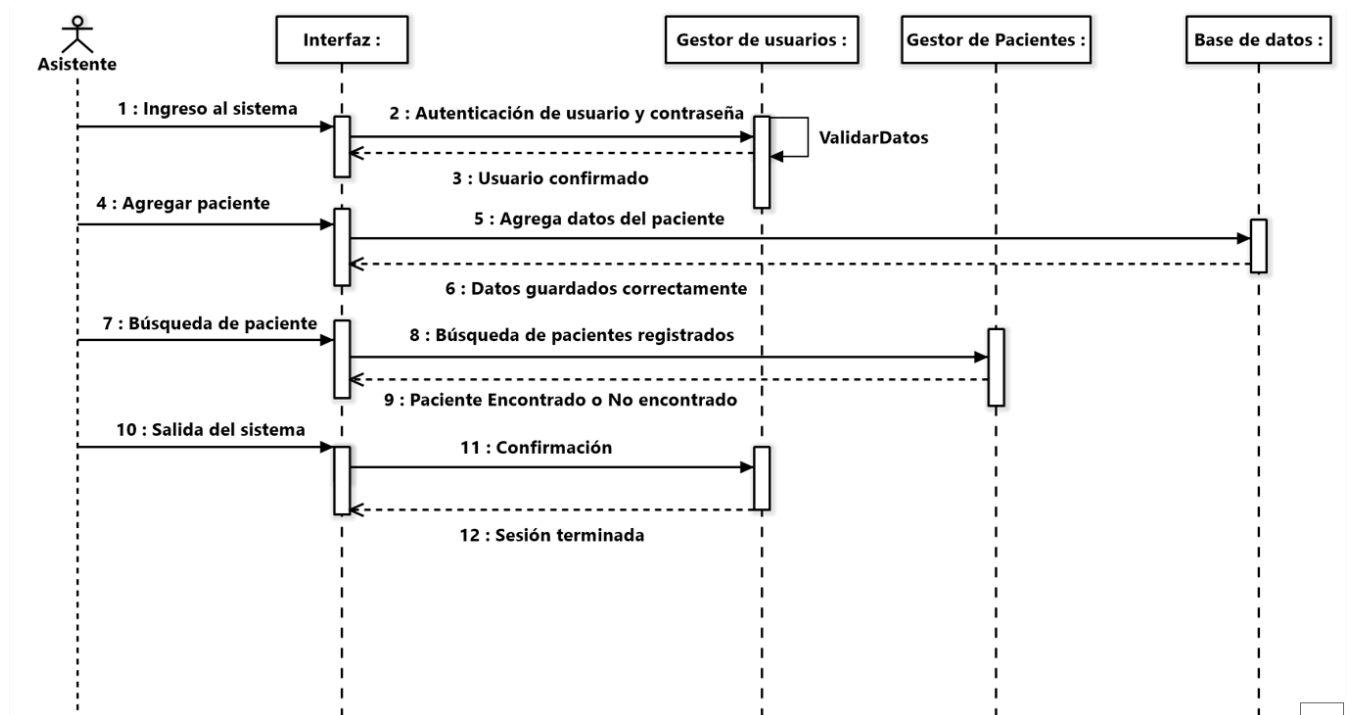 Asistente
Interfaz :
Gestor de usuarios :
Gestor de Pacientes :
Base de datos :
1 : Ingreso al sistema
2 : Autenticación de usuario y contraseña
ValidarDatos
3 : Usuario confirmado
4 : Agregar paciente
5 : Agrega datos del paciente
6 : Datos guardados correctamente
7 : Búsqueda de paciente
8 : Búsqueda de pacientes registrados
9 : Paciente Encontrado o No encontrado
10 : Salida del sistema
11 : Confirmación
12 : Sesión terminada